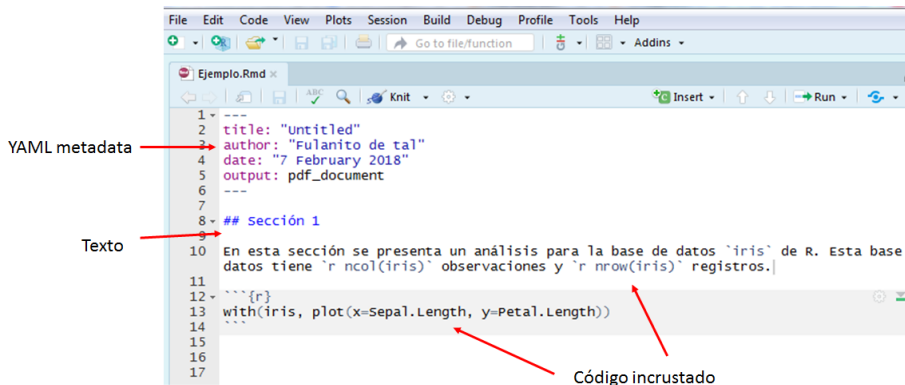 File Edit Code View Plots Session Build Debug Profile Tools Help
Go to file/function Addins
Ejemplo.Rmd
ABC Knit Insert Run
1 ---
2 title: "Untitled"
YAML metadata
3 author: "Fulanito de tal"
4 date: "7 February 2018"
5 output: pdf_document
6 ---
7
8 ## Sección 1
Texto
9
10 En esta sección se presenta un análisis para la base de datos `iris` de R. Esta base
datos tiene `r ncol(iris)` observaciones y `r nrow(iris)` registros.
11
12 ```{r}
13 with(iris, plot(x=Sepal.Length, y=Petal.Length))
14 ```
15
16
17
Código incrustado